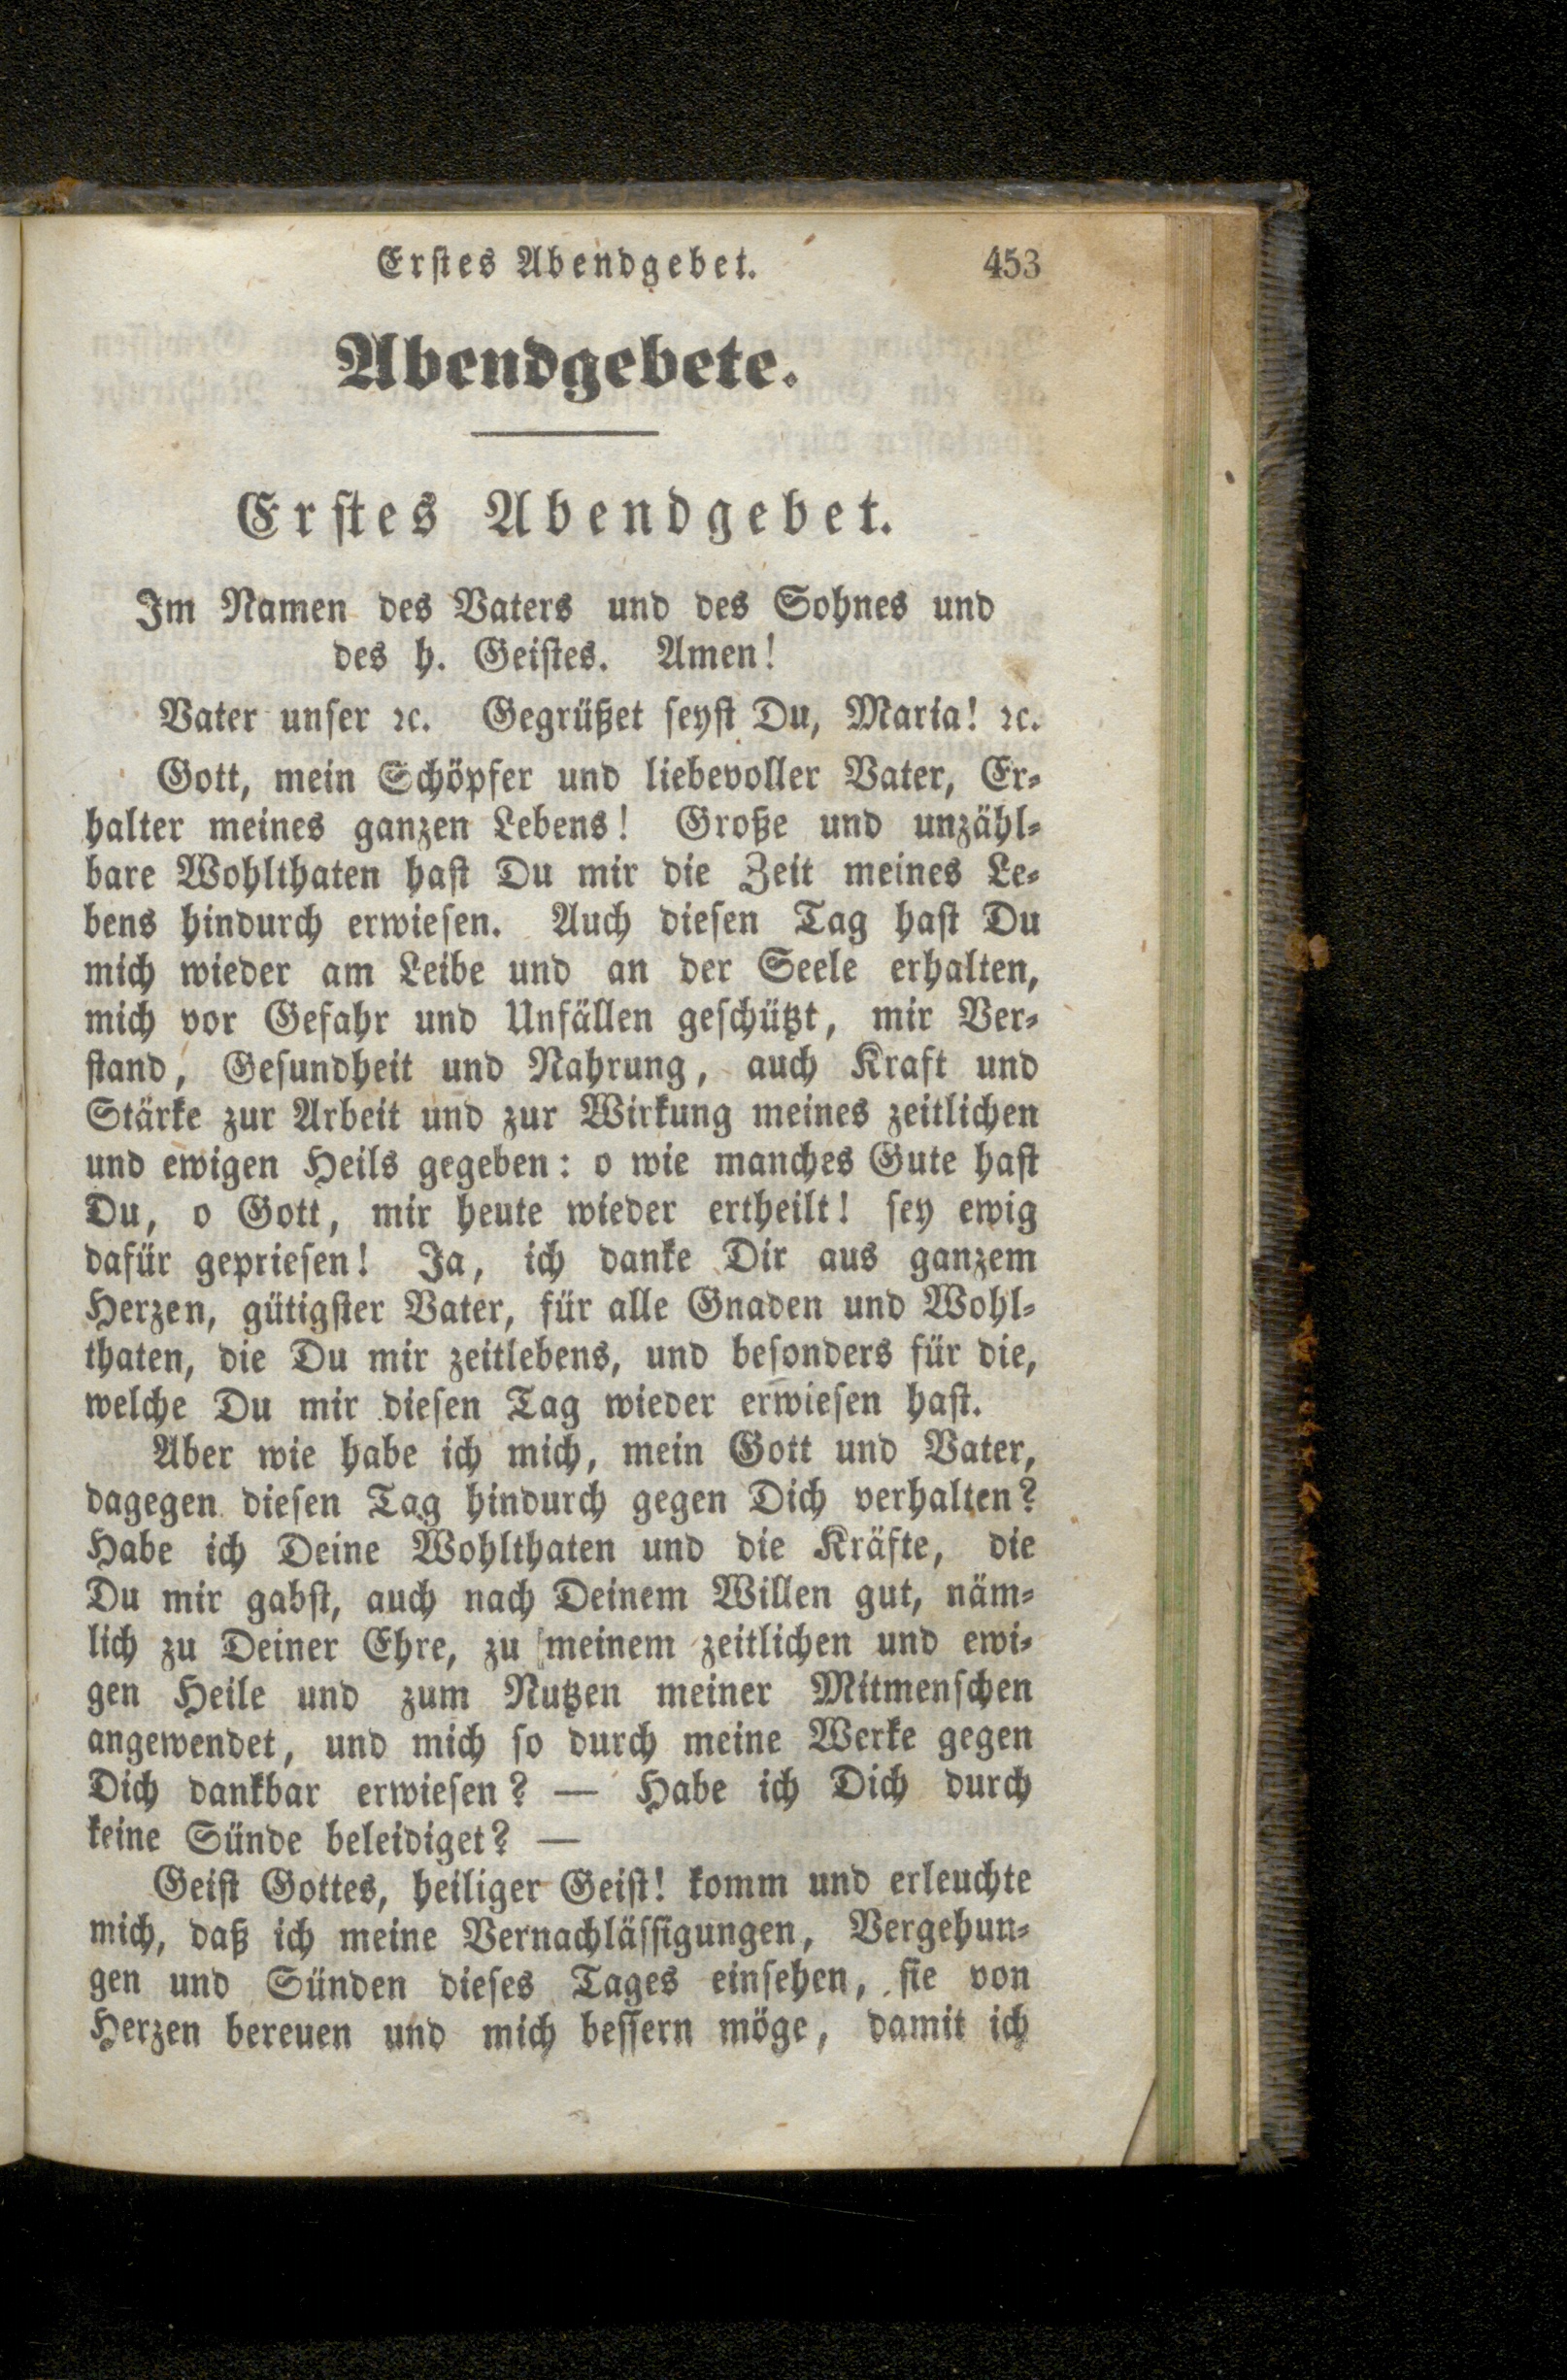 Erstes Abendgebet. 453
Abendgebete.
Erstes Abendgebet.
Im Namen des Vaters und des Sohnes und
des h. Geistes. Amen!
Vater unser ꝛc. Gegrüßet seyst Du, Maria! ꝛc.
Gott, mein Schöpfer und liebevoller Vater, Er-
halter meines ganzen Lebens! Große und unzähl-
bare Wohlthaten hast Du mir die Zeit meines Le-
bens hindurch erwiesen. Auch diesen Tag hast Du
mich wieder am Leibe und an der Seele erhalten,
mich vor Gefahr und Unfällen geschützt, mir Ver-
stand, Gesundheit und Nahrung, auch Kraft und
Stärke zur Arbeit und zur Wirkung meines zeitlichen
und ewigen Heils gegeben: o wie manches Gute hast
Du, o Gott, mir heute wieder ertheilt! sey ewig
dafür gepriesen! Ja, ich danke Dir aus ganzem
Herzen, gütigster Vater, für alle Gnaden und Wohl-
thaten, die Du mir zeitlebens, und besonders für die,
welche Du mir diesen Tag wieder erwiesen hast.
Aber wie habe ich mich, mein Gott und Vater,
dagegen diesen Tag hindurch gegen Dich verhalten?
Habe ich Deine Wohlthaten und die Kräfte, die
Du mir gabst, auch nach Deinem Willen gut, näm-
lich zu Deiner Ehre, zu meinem zeitlichen und ewi-
gen Heile und zum Nutzen meiner Mitmenschen
angewendet, und mich so durch meine Werke gegen
Dich dankbar erwiesen? — Habe ich Dich durch
keine Sünde beleidiget? —
Geist Gottes, heiliger Geist! komm und erleuchte
mich, daß ich meine Vernachlässigungen, Vergehun-
gen und Sünden dieses Tages einsehen, sie von
Herzen bereuen und mich bessern möge, damit ich